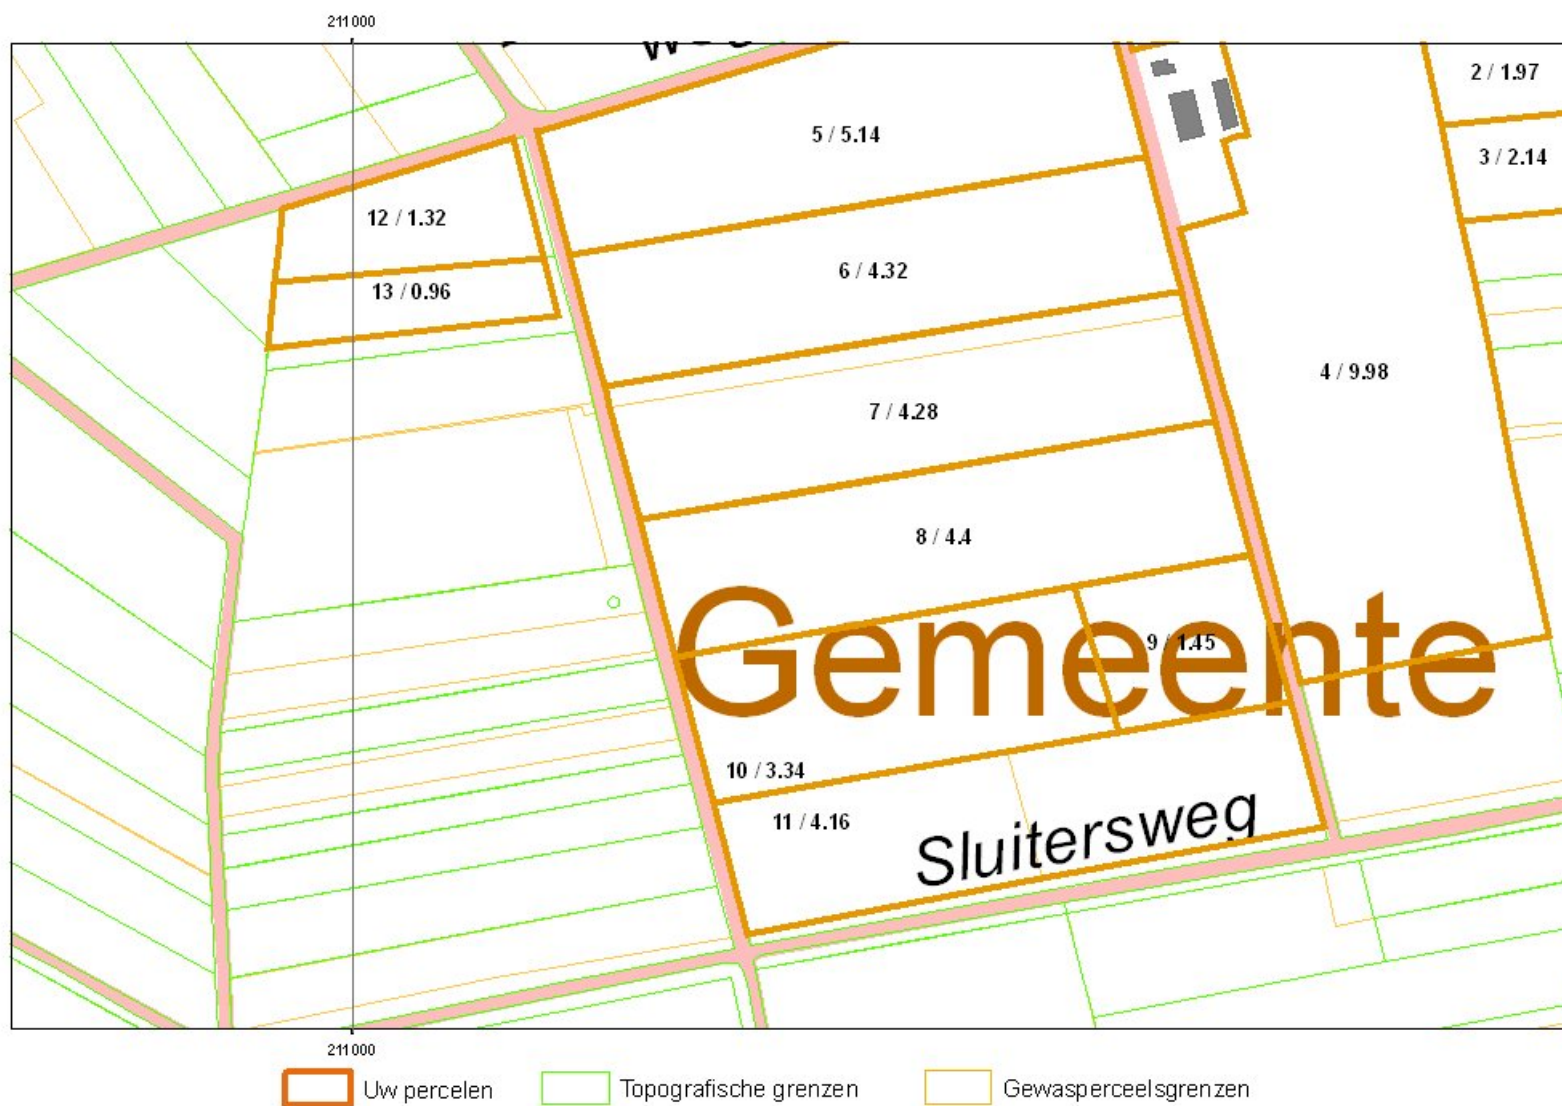 211000
2 / 1.97
5 / 5.14
3 / 2.14
12 / 1.32
6 / 4.32
13 / 0.96
4 / 9.98
7 / 4.28
8 / 4.4
Gemeente
9 / 1.45
10 / 3.34
11 / 4.16
Sluitersweg
211000
Uw percelen
Topografische grenzen
Gewasperceelsgrenzen